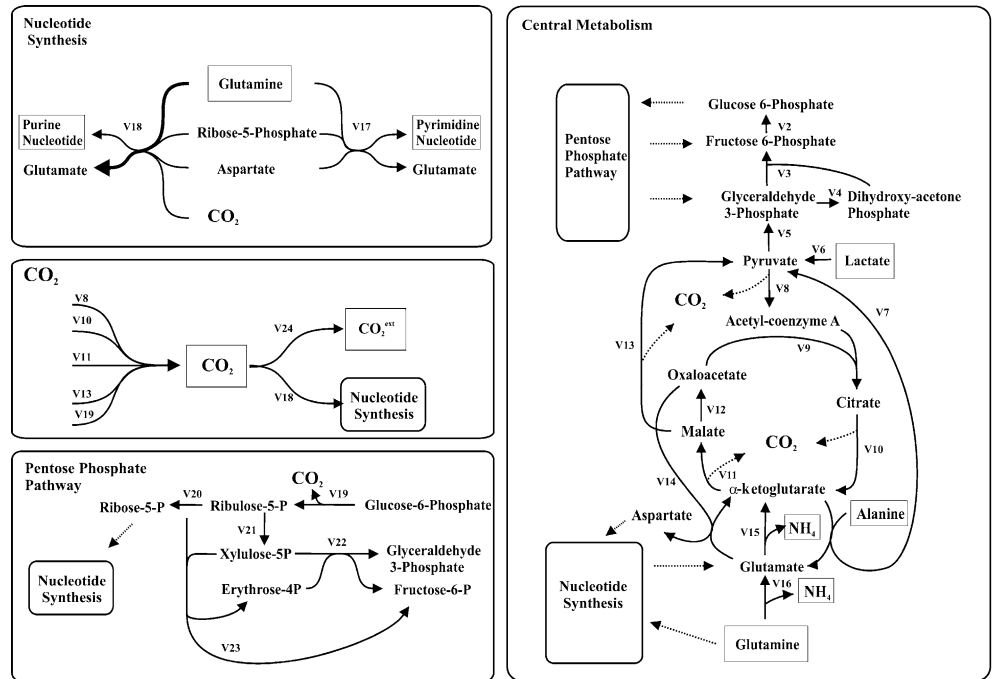 Nucleotide
Synthesis
Glutamine
Purine
Nucleotide
V18
Ribose-5-Phosphate
V17
Pyrimidine
Nucleotide
Glutamate
Aspartate
Glutamate
CO2
CO2
V8
V10
V11
V13
V19
CO2
V24
CO2ext
V18
Nucleotide
Synthesis
Pentose Phosphate
Pathway
CO2
Ribose-5-P
V20
Ribulose-5-P
V19
Glucose-6-Phosphate
V21
Xylulose-5P
V22
Glyceraldehyde
3-Phosphate
Nucleotide
Synthesis
Erythrose-4P
Fructose-6-P
V23
Central Metabolism
Pentose
Phosphate
Pathway
Glucose 6-Phosphate
V2
Fructose 6-Phosphate
V3
Glyceraldehyde
3-Phosphate
V4
Dihydroxy-acetone
Phosphate
V5
Pyruvate
V6
Lactate
V8
CO2
V7
Acetyl-coenzyme A
V13
V9
Oxaloacetate
Citrate
V12
Malate
CO2
V10
V14
V11
α-ketoglutarate
Aspartate
V15
NH4
Alanine
Glutamate
V16
NH4
Nucleotide
Synthesis
Glutamine